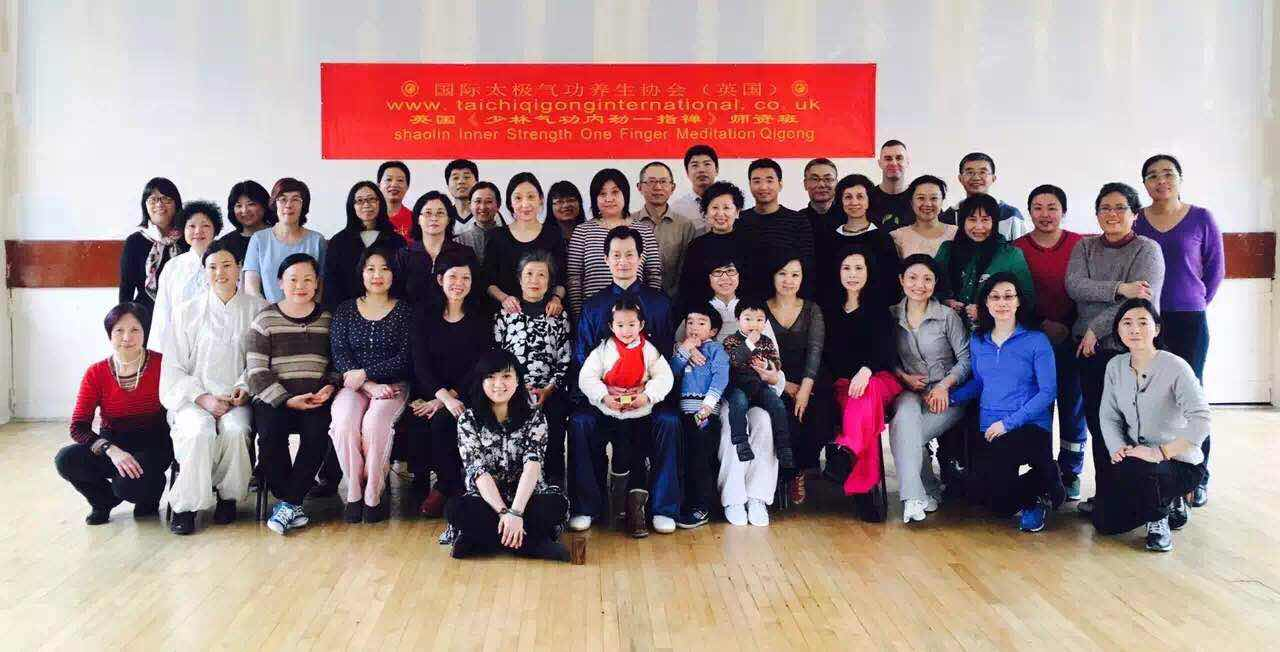 国际太极气功养生协会（英国）
www.taichiqigonginternational.co.uk
英国《少林气功内劲一指禅》师资班
shaolin Inner Strength One Finger Meditation Qigong